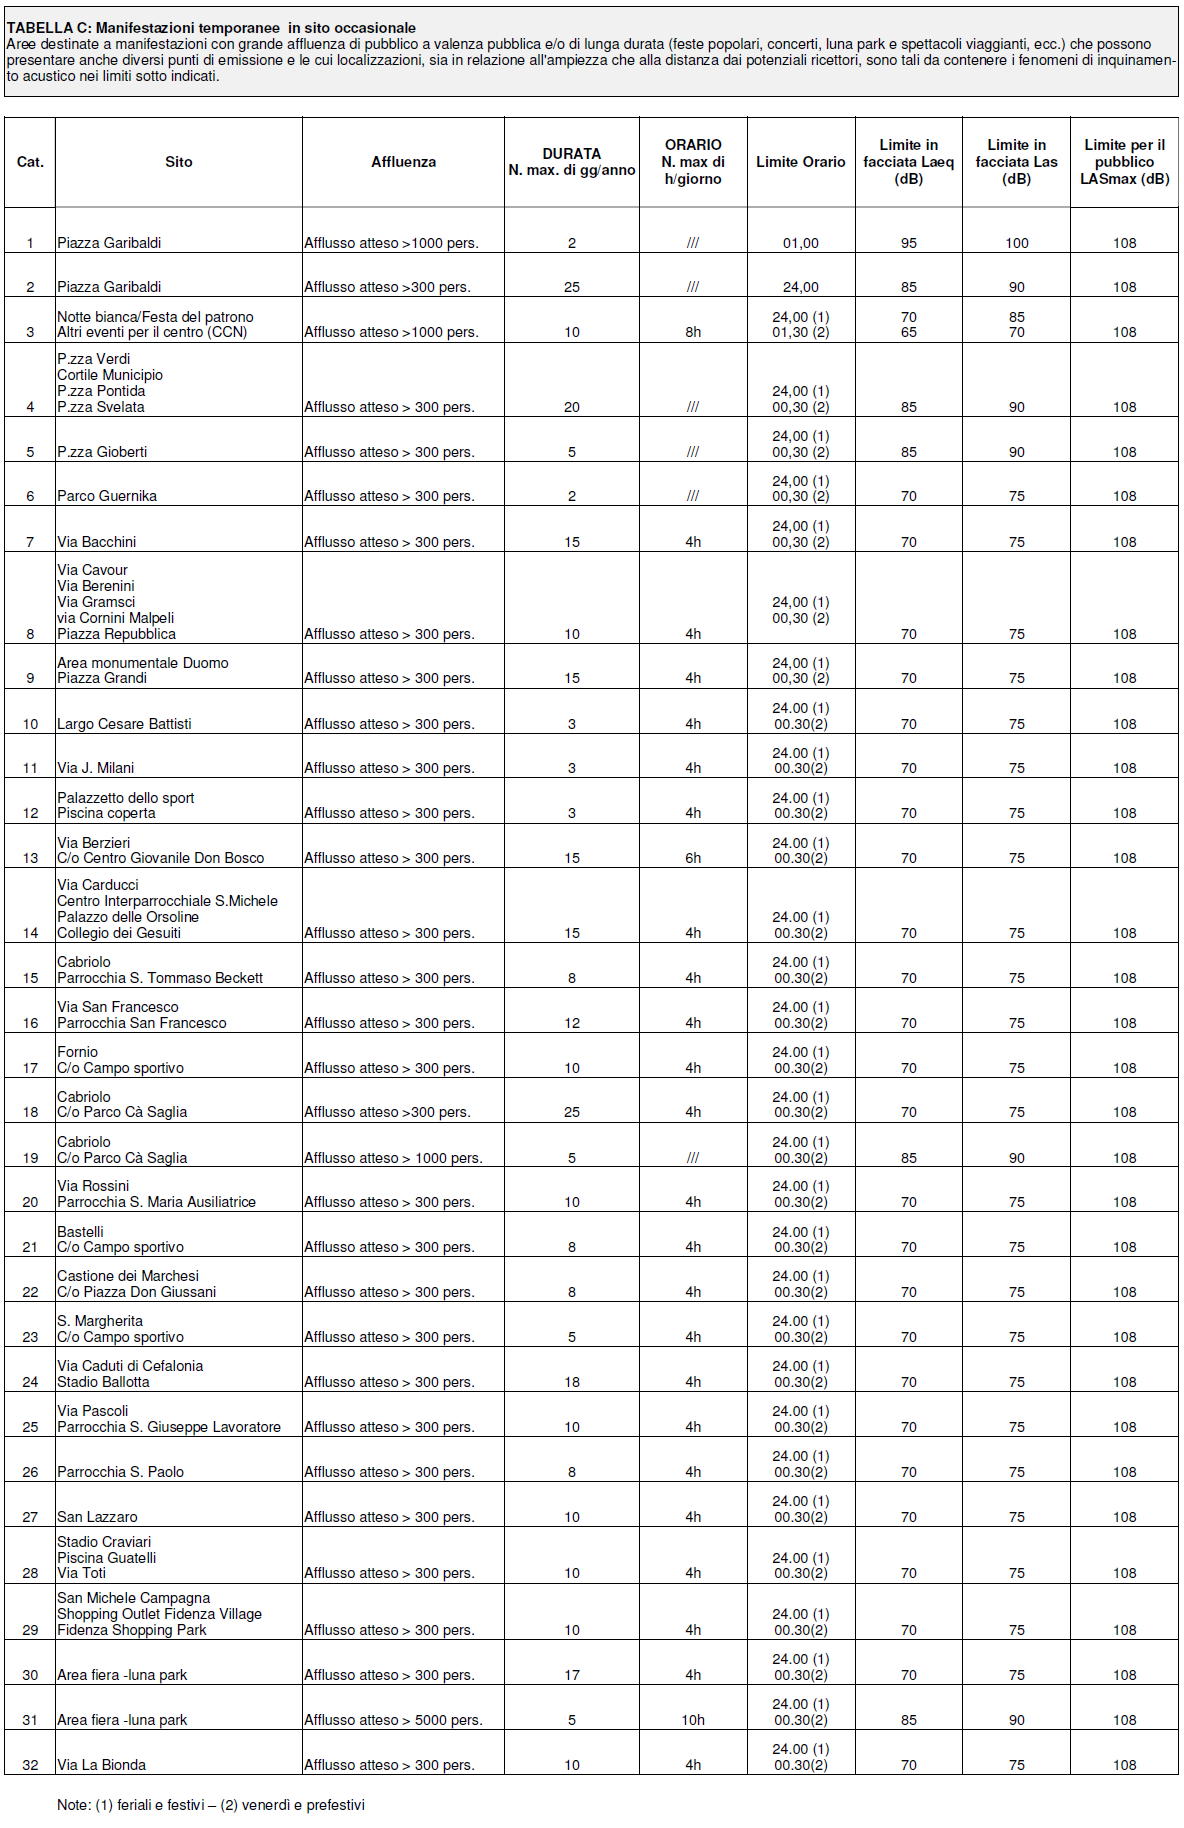 TABELLA C: Manifestazioni temporanee  in sito occasionale
Aree destinate a manifestazioni con grande affluenza di pubblico a valenza pubblica e/o di lunga durata (feste popolari, concerti, luna park e spettacoli viaggianti, ecc.) che possono
presentare anche diversi punti di emissione e le cui localizzazioni, sia in relazione all'ampiezza che alla distanza dai potenziali ricettori, sono tali da contenere i fenomeni di inquinamen-
to acustico nei limiti sotto indicati.
Cat. Sito Affluenza DURATA N. max. di gg/anno ORARIO N. max di h/giorno Limite Orario Limite in facciata Laeq (dB) Limite in facciata Las (dB) Limite per il pubblico LASmax (dB)
1 Piazza Garibaldi Afflusso atteso >1000 pers. 2 /// 01,00 95 100 108
2 Piazza Garibaldi Afflusso atteso >300 pers. 25 /// 24,00 85 90 108
Notte bianca/Festa del patrono 24,00 (1) 70 85
3 Altri eventi per il centro (CCN) Afflusso atteso >1000 pers. 10 8h 01,30 (2) 65 70 108
P.zza Verdi
Cortile Municipio
P.zza Pontida 24,00 (1)
4 P.zza Svelata Afflusso atteso > 300 pers. 20 /// 00,30 (2) 85 90 108
24,00 (1)
5 P.zza Gioberti Afflusso atteso > 300 pers. 5 /// 00,30 (2) 85 90 108
24,00 (1)
6 Parco Guernika Afflusso atteso > 300 pers. 2 /// 00,30 (2) 70 75 108
24,00 (1)
7 Via Bacchini Afflusso atteso > 300 pers. 15 4h 00,30 (2) 70 75 108
Via Cavour
Via Berenini
Via Gramsci 24,00 (1)
via Cornini Malpeli 00,30 (2)
8 Piazza Repubblica Afflusso atteso > 300 pers. 10 4h 70 75 108
Area monumentale Duomo 24,00 (1)
9 Piazza Grandi Afflusso atteso > 300 pers. 15 4h 00,30 (2) 70 75 108
24.00 (1)
10 Largo Cesare Battisti Afflusso atteso > 300 pers. 3 4h 00.30(2) 70 75 108
24.00 (1)
11 Via J. Milani Afflusso atteso > 300 pers. 3 4h 00.30(2) 70 75 108
Palazzetto dello sport 24.00 (1)
12 Piscina coperta Afflusso atteso > 300 pers. 3 4h 00.30(2) 70 75 108
Via Berzieri 24.00 (1)
13 C/o Centro Giovanile Don Bosco Afflusso atteso > 300 pers. 15 6h 00.30(2) 70 75 108
Via Carducci
Centro Interparrocchiale S.Michele
Palazzo delle Orsoline 24.00 (1)
14 Collegio dei Gesuiti Afflusso atteso > 300 pers. 15 4h 00.30(2) 70 75 108
Cabriolo 24.00 (1)
15 Parrocchia S. Tommaso Beckett Afflusso atteso > 300 pers. 8 4h 00.30(2) 70 75 108
Via San Francesco 24.00 (1)
16 Parrocchia San Francesco Afflusso atteso > 300 pers. 12 4h 00.30(2) 70 75 108
Fornio 24.00 (1)
17 C/o Campo sportivo Afflusso atteso > 300 pers. 10 4h 00.30(2) 70 75 108
Cabriolo 24.00 (1)
18 C/o Parco Cà Saglia Afflusso atteso >300 pers. 25 4h 00.30(2) 70 75 108
Cabriolo 24.00 (1)
19 C/o Parco Cà Saglia Afflusso atteso > 1000 pers. 5 /// 00.30(2) 85 90 108
Via Rossini 24.00 (1)
20 Parrocchia S. Maria Ausiliatrice Afflusso atteso > 300 pers. 10 4h 00.30(2) 70 75 108
Bastelli 24.00 (1)
21 C/o Campo sportivo Afflusso atteso > 300 pers. 8 4h 00.30(2) 70 75 108
Castione dei Marchesi 24.00 (1)
22 C/o Piazza Don Giussani Afflusso atteso > 300 pers. 8 4h 00.30(2) 70 75 108
S. Margherita 24.00 (1)
23 C/o Campo sportivo Afflusso atteso > 300 pers. 5 4h 00.30(2) 70 75 108
Via Caduti di Cefalonia 24.00 (1)
24 Stadio Ballotta Afflusso atteso > 300 pers. 18 4h 00.30(2) 70 75 108
Via Pascoli 24.00 (1)
25 Parrocchia S. Giuseppe Lavoratore Afflusso atteso > 300 pers. 10 4h 00.30(2) 70 75 108
24.00 (1)
26 Parrocchia S. Paolo Afflusso atteso > 300 pers. 8 4h 00.30(2) 70 75 108
24.00 (1)
27 San Lazzaro Afflusso atteso > 300 pers. 10 4h 00.30(2) 70 75 108
Stadio Craviari
Piscina Guatelli 24.00 (1)
28 Via Toti Afflusso atteso > 300 pers. 10 4h 00.30(2) 70 75 108
San Michele Campagna
Shopping Outlet Fidenza Village 24.00 (1)
29 Fidenza Shopping Park Afflusso atteso > 300 pers. 10 4h 00.30(2) 70 75 108
24.00 (1)
30 Area fiera -luna park Afflusso atteso > 300 pers. 17 4h 00.30(2) 70 75 108
24.00 (1)
31 Area fiera -luna park Afflusso atteso > 5000 pers. 5 10h 00.30(2) 85 90 108
24.00 (1)
32 Via La Bionda Afflusso atteso > 300 pers. 10 4h 00.30(2) 70 75 108
Note: (1) feriali e festivi – (2) venerdì e prefestivi